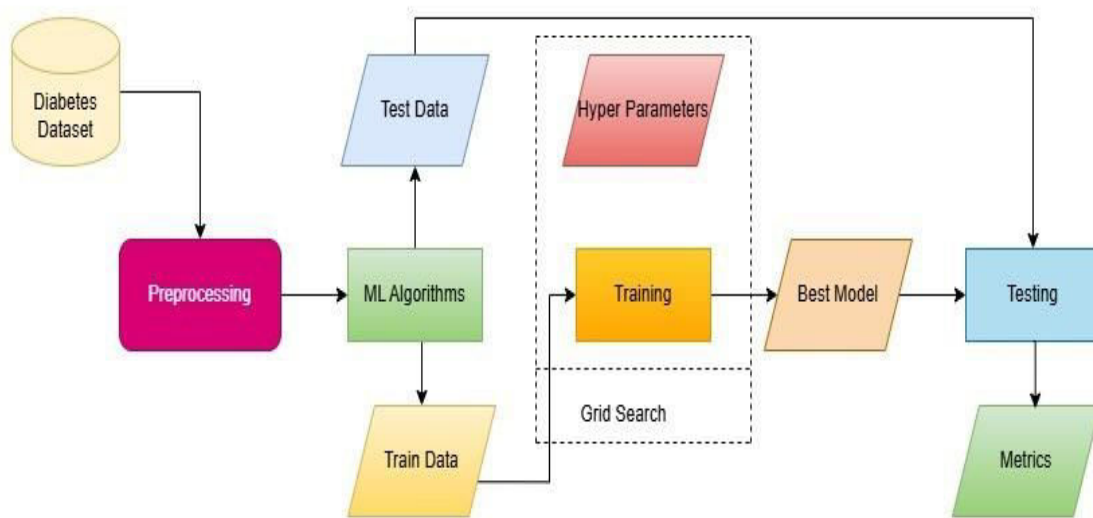 Diabetes
Dataset
Test Data
Hyper Parameters
Preprocessing
ML Algorithms
Training
Best Model
Testing
Grid Search
Train Data
Metrics